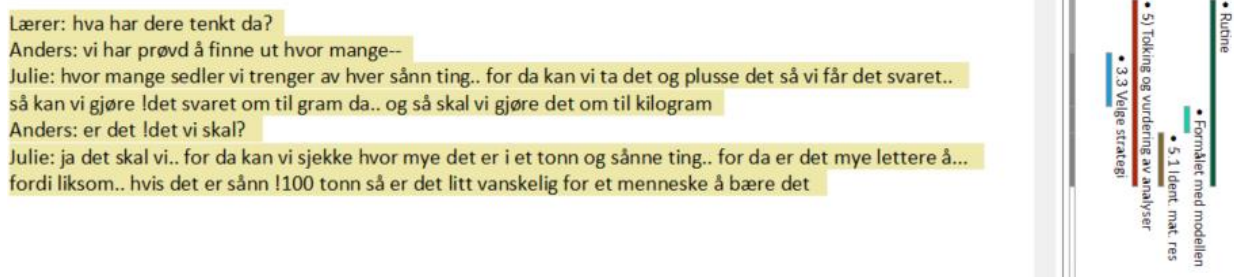 Lærer: hva har dere tenkt da?
Anders: vi har prøvd å finne ut hvor mange--
Julie: hvor mange sedler vi trenger av hver sånn ting.. for da kan vi ta det og plusse det så vi får det svaret..
så kan vi gjøre !det svaret om til gram da.. og så skal vi gjøre det om til kilogram
Anders: er det !det vi skal?
Julie: ja det skal vi.. for da kan vi sjekke hvor mye det er i et tonn og sånne ting.. for da er det mye lettere å...
fordi liksom.. hvis det er sånn !100 tonn så er det litt vanskelig for et menneske å bære det
• Rutine
• Formålet med modellen
• 5.1 Ident. mat. res
• 5) Tolking og vurdering av analyser
• 3.3 Velge strategi